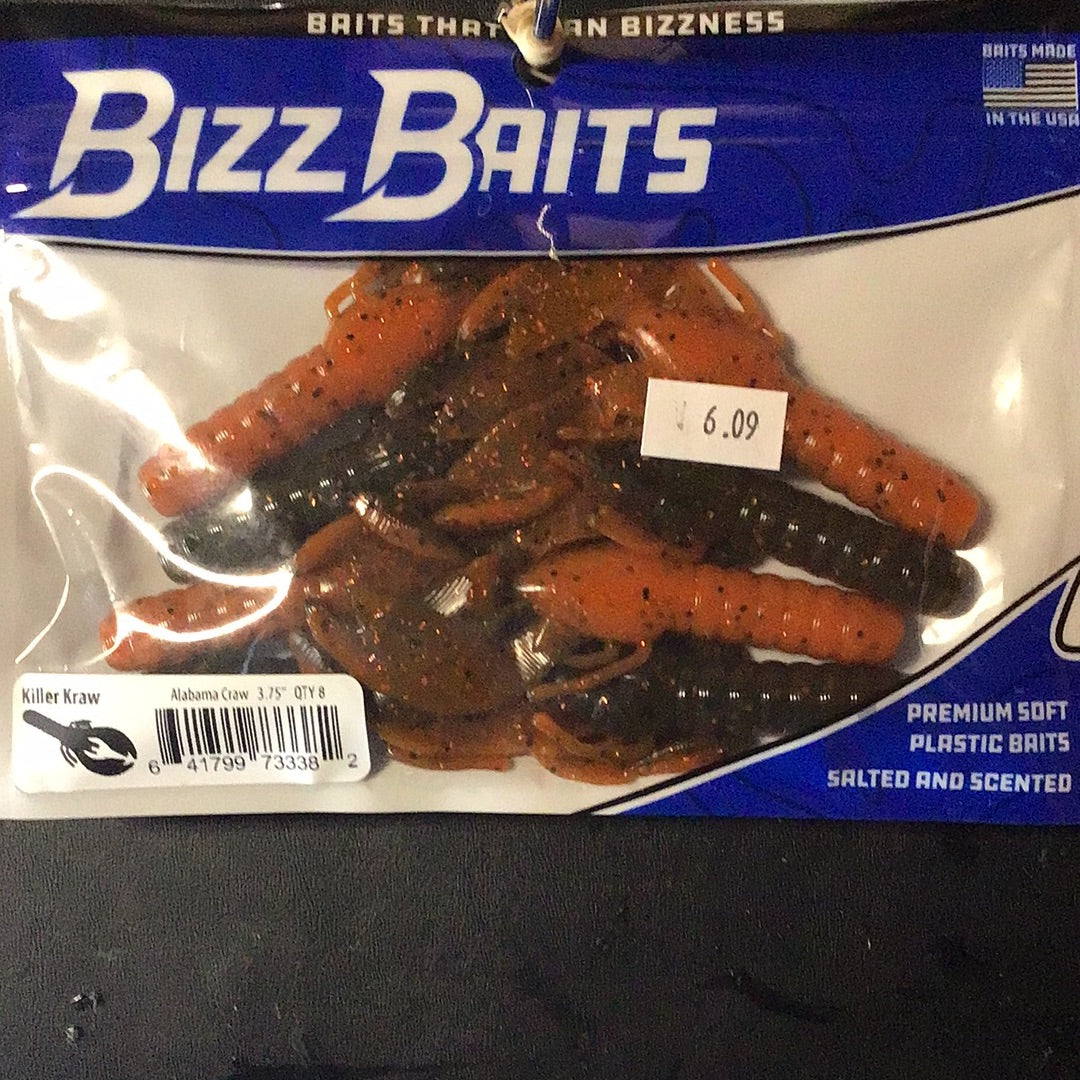 BAITS THAT AN BIZZNESS
BIZZ BAITS
BAITS MADE
IN THE USA
6.09
Killer Kraw
Alabama Craw 3.75" QTY 8
6 41799 73338 2
PREMIUM SOFT
PLASTIC BAITS
SALTED AND SCENTED